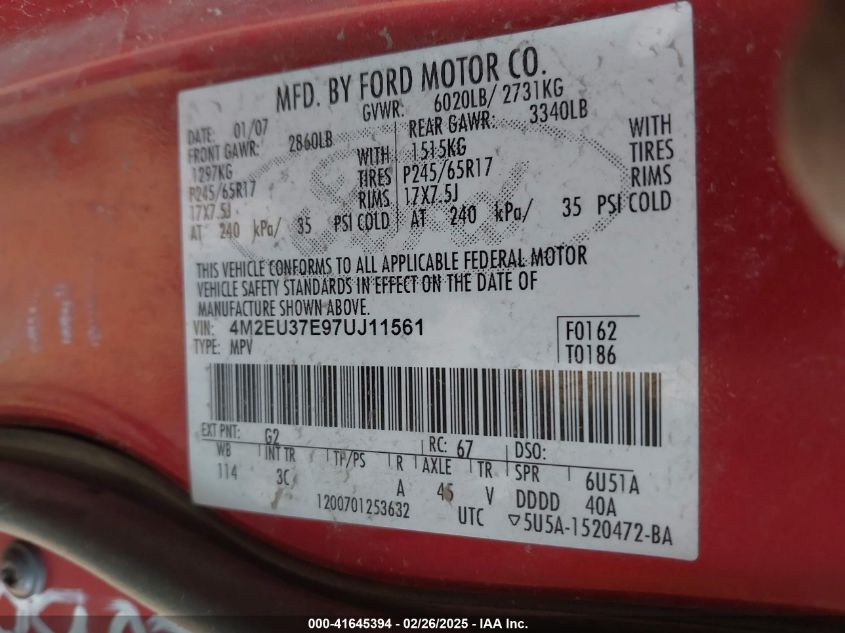 MFD. BY FORD MOTOR CO.
DATE: 01/07 GVWR: 6020LB/ 2731KG
FRONT GAWR: 2860LB REAR GAWR: 3340LB
1297KG WITH 1515KG WITH
P245/65R17 TIRES P245/65R17 TIRES
17X7.5J RIMS 17X7.5J RIMS
AT 240 kPa/ 35 PSI COLD AT 240 kPa/ 35 PSI COLD
THIS VEHICLE CONFORMS TO ALL APPLICABLE FEDERAL MOTOR
VEHICLE SAFETY STANDARDS IN EFFECT ON THE DATE OF
MANUFACTURE SHOWN ABOVE.
VIN: 4M2EU37E97UJ11561 F0162
TYPE: MPV T0186
EXT PNT: G2 RC: 67 DSO:
WB INT TR TP/PS R AXLE TR SPR 6U51A
114 3C A 45 V DDDD 40A
1200701253632 UTC ▽5U5A-1520472-BA
000-41645394 / 02/26/2025 - IAA Inc.